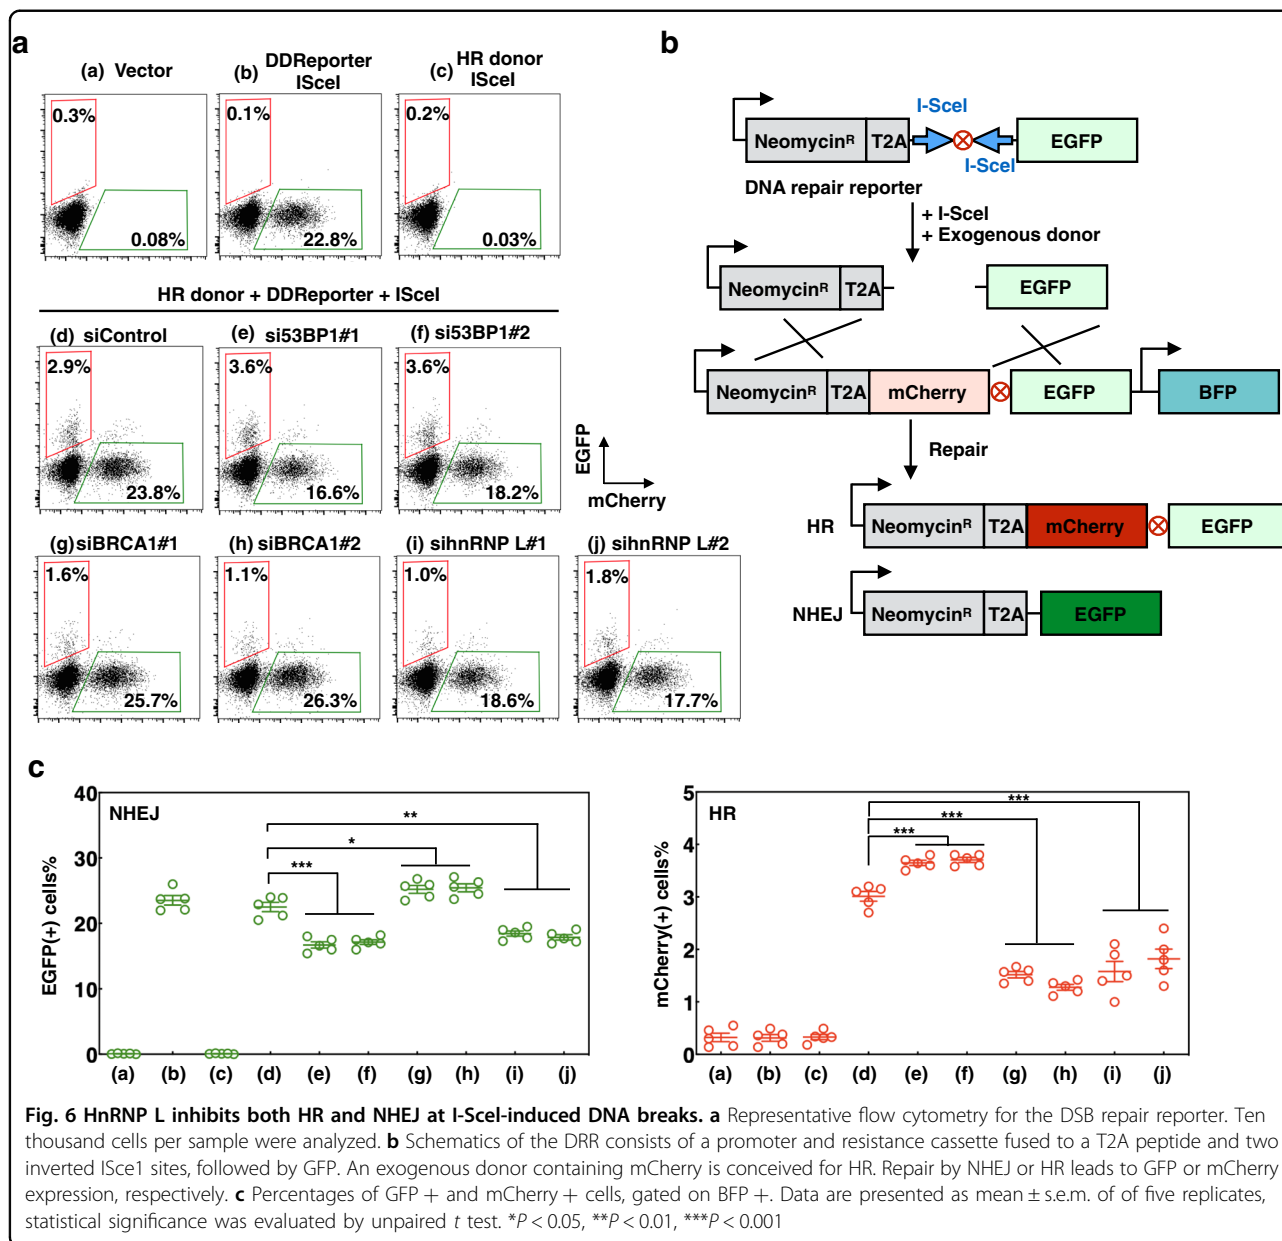 a
(a) Vector
(b) DDReporter
ISceI
(c) HR donor
ISceI
0.3%
0.08%
0.1%
22.8%
0.2%
0.03%
HR donor + DDReporter + ISceI
(d) siControl
(e) si53BP1#1
(f) si53BP1#2
2.9%
23.8%
3.6%
16.6%
3.6%
18.2%
EGFP
mCherry
(g)siBRCA1#1
(h) siBRCA1#2
(i) sihnRNP L#1
(j) sihnRNP L#2
1.6%
25.7%
1.1%
26.3%
1.0%
18.6%
1.8%
17.7%
b
I-SceI
Neomycinᴿ T2A EGFP
I-SceI
DNA repair reporter
+ I-SceI
+ Exogenous donor
Neomycinᴿ T2A EGFP
Neomycinᴿ T2A mCherry EGFP BFP
Repair
HR Neomycinᴿ T2A mCherry EGFP
NHEJ Neomycinᴿ T2A EGFP
c
NHEJ
EGFP(+) cells%
40
30
20
10
0
***
*
**
(a) (b) (c) (d) (e) (f) (g) (h) (i) (j)
HR
mCherry(+) cells%
5
4
3
2
1
0
***
***
***
(a) (b) (c) (d) (e) (f) (g) (h) (i) (j)
Fig. 6 HnRNP L inhibits both HR and NHEJ at I-SceI-induced DNA breaks. a Representative flow cytometry for the DSB repair reporter. Ten
thousand cells per sample were analyzed. b Schematics of the DRR consists of a promoter and resistance cassette fused to a T2A peptide and two
inverted ISce1 sites, followed by GFP. An exogenous donor containing mCherry is conceived for HR. Repair by NHEJ or HR leads to GFP or mCherry
expression, respectively. c Percentages of GFP + and mCherry + cells, gated on BFP +. Data are presented as mean ± s.e.m. of of five replicates,
statistical significance was evaluated by unpaired t test. *P < 0.05, **P < 0.01, ***P < 0.001